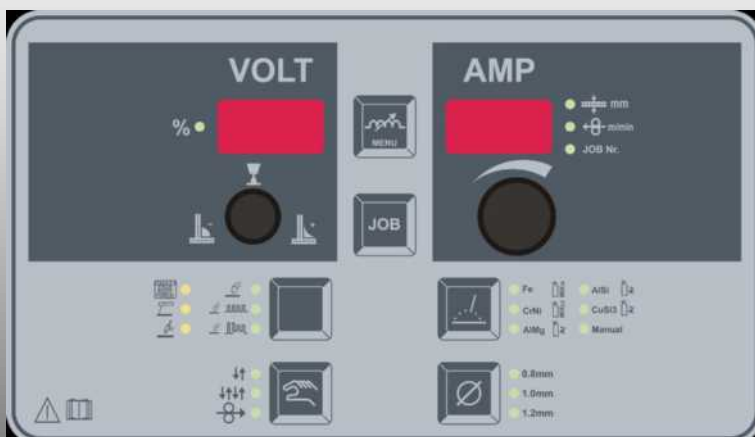 VOLT
AMP
%
MENU
mm
m/min
JOB Nr.
JOB
Fe
AlSi
CrNi
CuSi3
AlMg
Manual
0.8mm
1.0mm
1.2mm